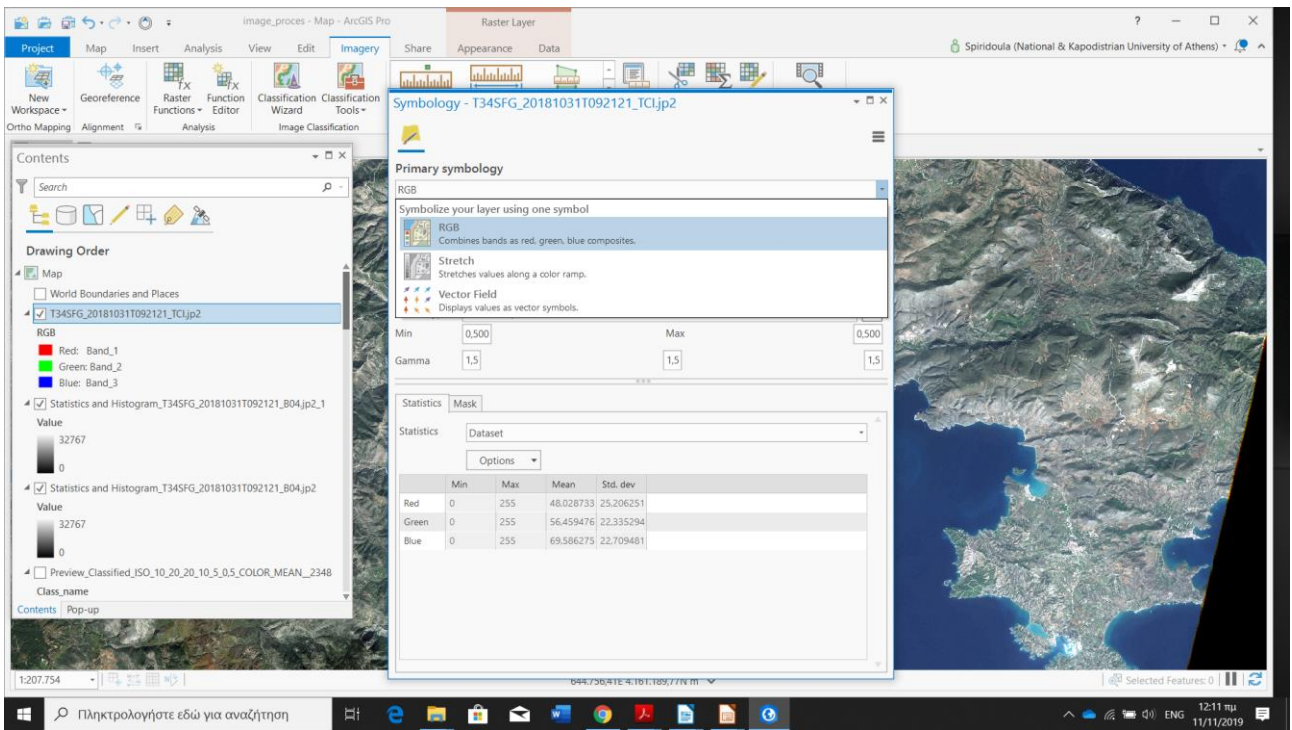 image_proces - Map - ArcGIS Pro
Raster Layer
?
Project Map Insert Analysis View Edit Imagery Share Appearance Data
Spiridoula (National & Kapodistrian University of Athens)
New Workspace
Georeference
Raster Functions
Function Editor
Classification Wizard
Classification Tools
Ortho Mapping Alignment Analysis Image Classification
Contents
Search
Drawing Order
Map
World Boundaries and Places
T34SFG_20181031T092121_TCI.jp2
RGB
Red: Band_1
Green: Band_2
Blue: Band_3
Statistics and Histogram_T34SFG_20181031T092121_B04.jp2_1
Value
32767
0
Statistics and Histogram_T34SFG_20181031T092121_B04.jp2
Value
32767
0
Preview_Classified_ISO_10_20_20_10_5_0,5_COLOR_MEAN__2348
Class_name
Contents Pop-up
Symbology - T34SFG_20181031T092121_TCI.jp2
Primary symbology
RGB
Symbolize your layer using one symbol
RGB
Combines bands as red, green, blue composites.
Stretch
Stretches values along a color ramp.
Vector Field
Displays values as vector symbols.
Min 0,500 Max 0,500
Gamma 1,5 1,5 1,5
Statistics Mask
Statistics Dataset
Options
Min Max Mean Std. dev
Red 0 255 48,028733 25,206251
Green 0 255 56,459476 22,335294
Blue 0 255 69,586275 22,709481
1:207.754
644.756,41E 4.161.189,77N m
Selected Features: 0
Πληκτρολογήστε εδώ για αναζήτηση
ENG
12:11 πμ
11/11/2019